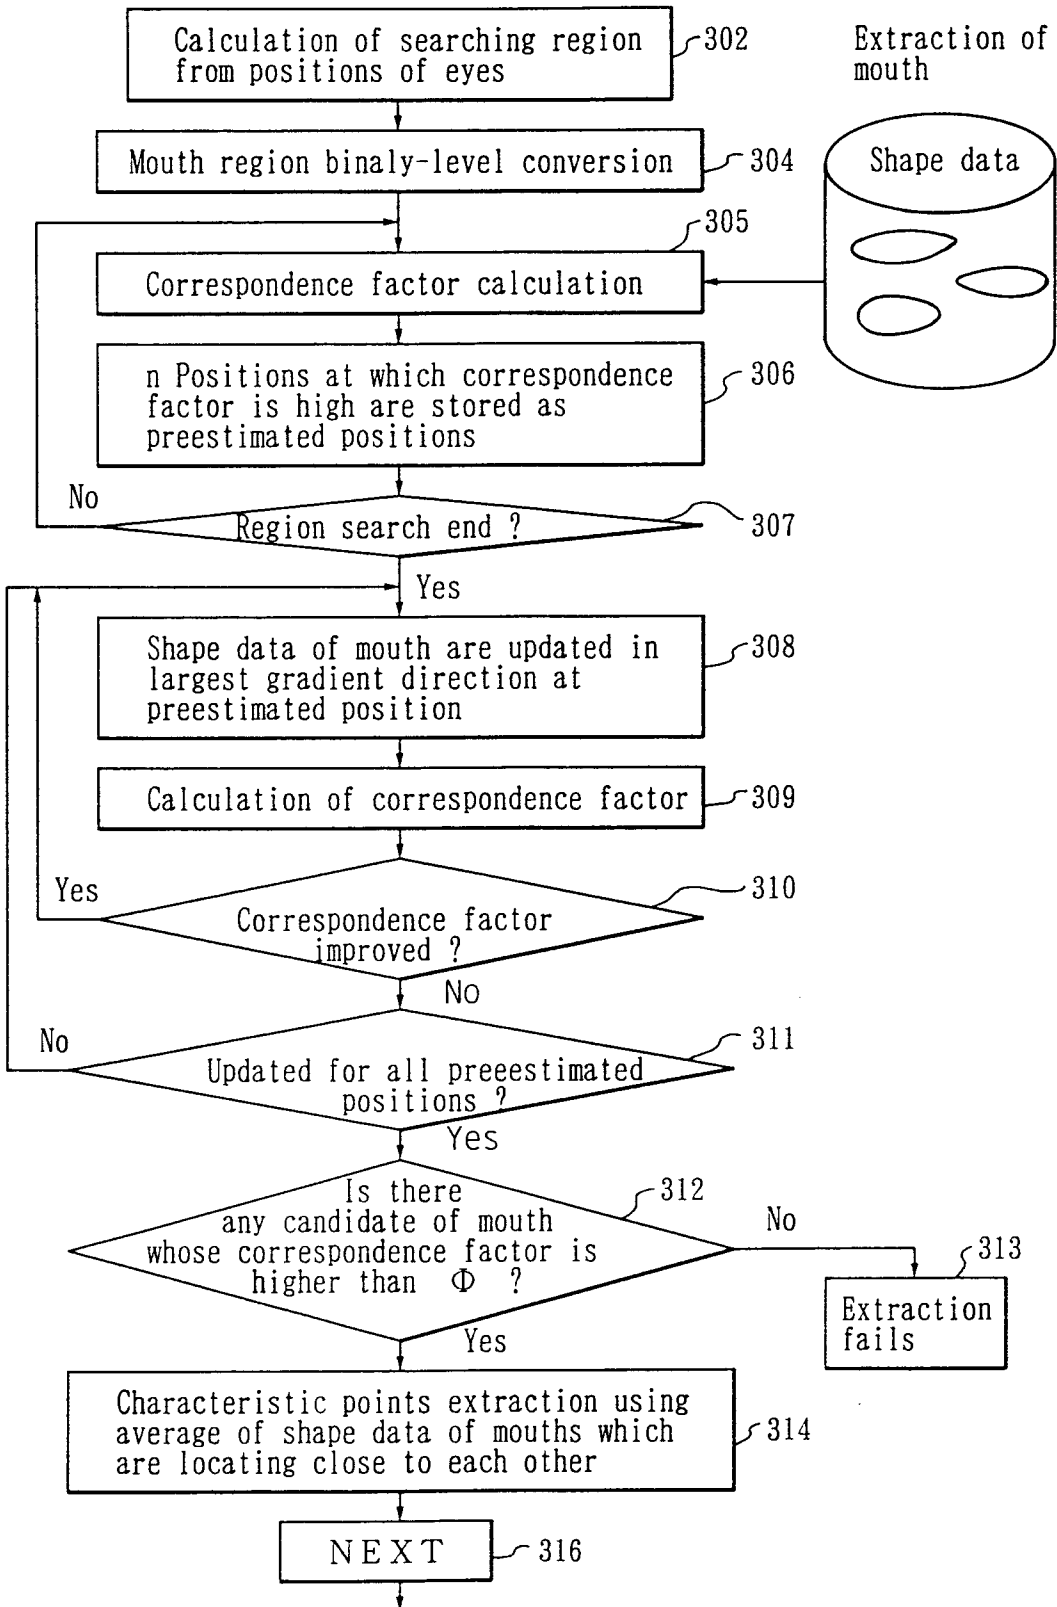 Calculation of searching region
from positions of eyes
302
Extraction of
mouth
Mouth region binaly-level conversion
304
Shape data
305
Correspondence factor calculation
n Positions at which correspondence
factor is high are stored as
preestimated positions
306
No
Region search end ?
307
Yes
Shape data of mouth are updated in
largest gradient direction at
preestimated position
308
Calculation of correspondence factor
309
Yes
Correspondence factor
improved ?
310
No
No
Updated for all preeestimated
positions ?
311
Yes
Is there
any candidate of mouth
whose correspondence factor is
higher than Φ ?
312
No
313
Extraction
fails
Yes
Characteristic points extraction using
average of shape data of mouths which
are locating close to each other
314
NEXT
316